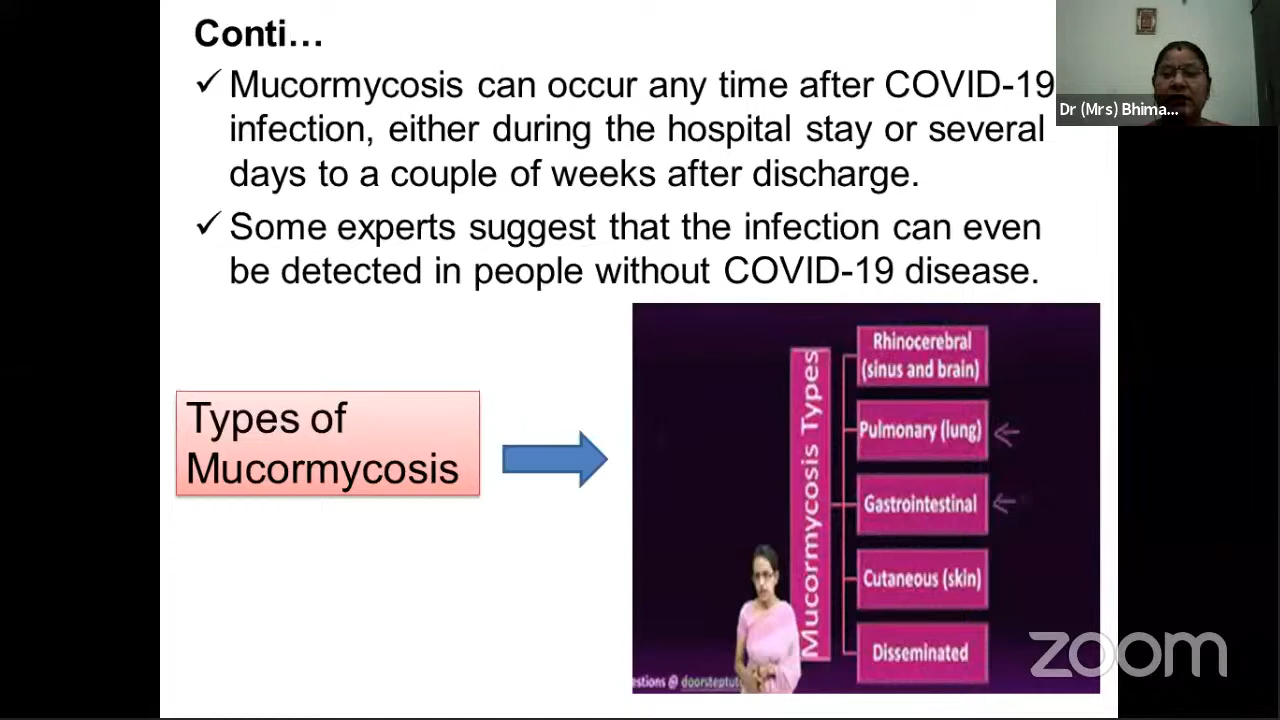 Conti…
✓ Mucormycosis can occur any time after COVID-19
infection, either during the hospital stay or several
days to a couple of weeks after discharge.
✓ Some experts suggest that the infection can even
be detected in people without COVID-19 disease.
Dr (Mrs) Bhima...
Types of
Mucormycosis
Mucormycosis Types
Rhinocerebral
(sinus and brain)
Pulmonary (lung)
Gastrointestinal
Cutaneous (skin)
Disseminated
estions @ doorsteptut
zoom